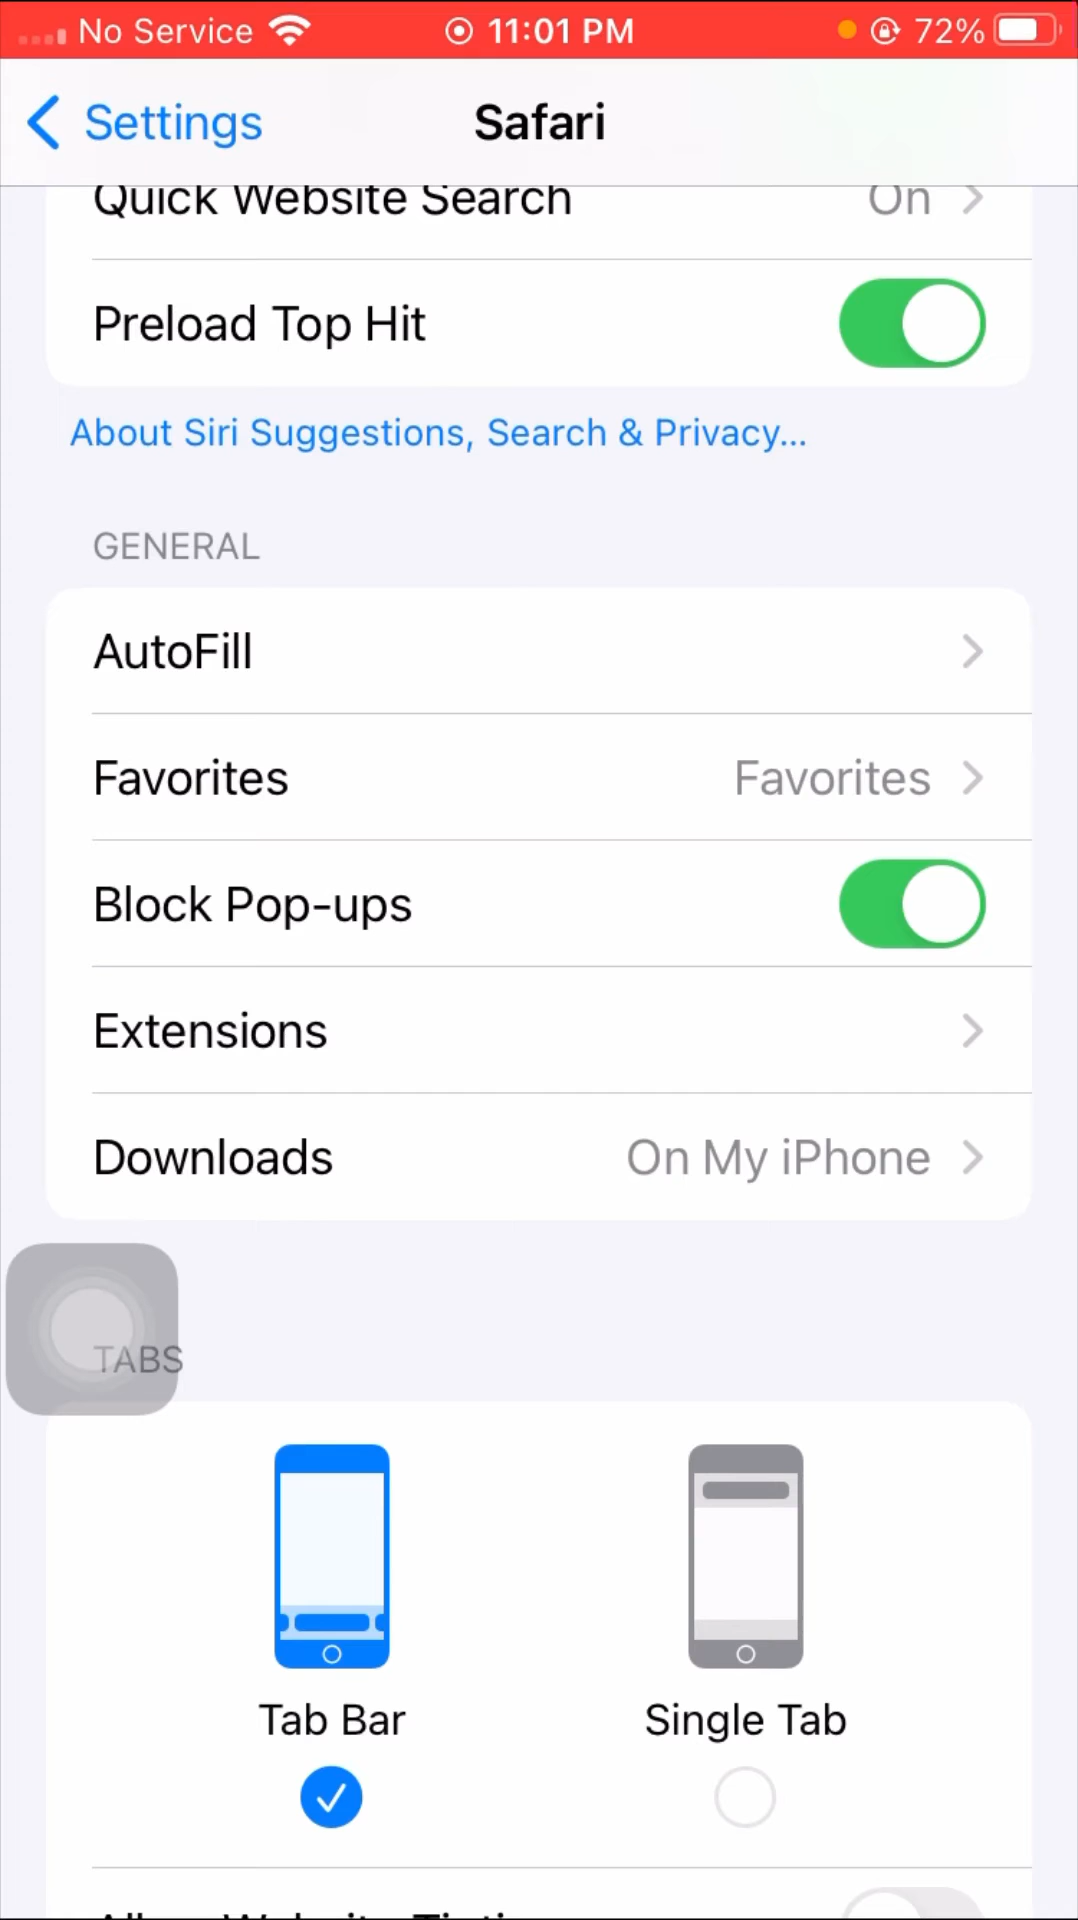 No Service 11:01 PM 72%
Settings Safari
Quick Website Search On
Preload Top Hit
About Siri Suggestions, Search & Privacy...
GENERAL
AutoFill
Favorites Favorites
Block Pop-ups
Extensions
Downloads On My iPhone
TABS
Tab Bar Single Tab